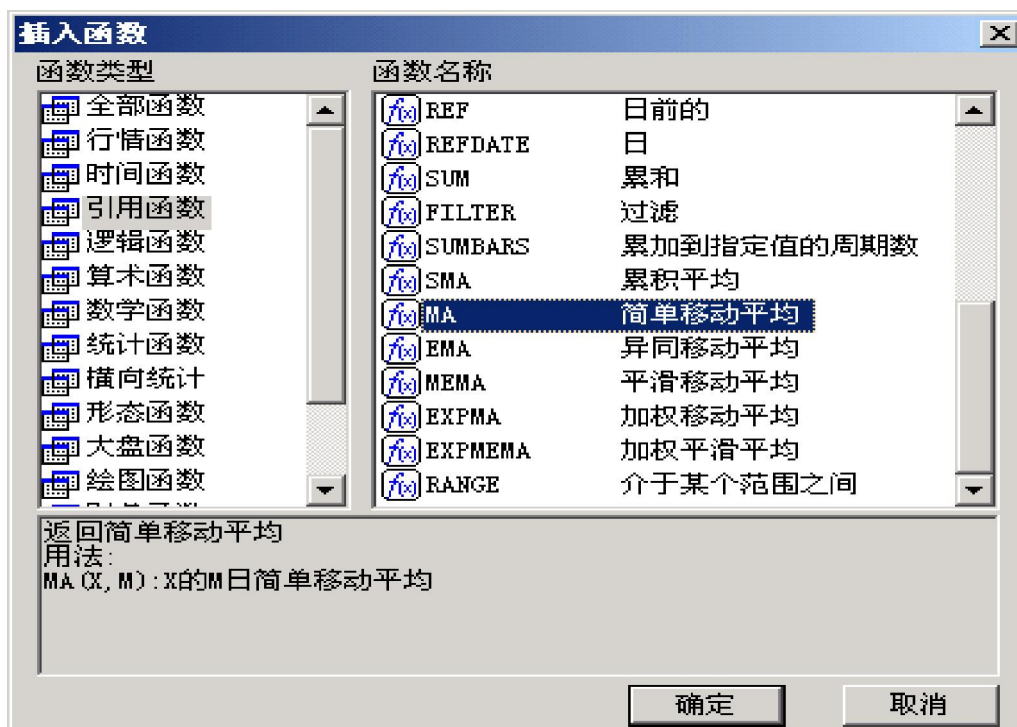 插入函数
函数类型
函数名称
全部函数
行情函数
时间函数
引用函数
逻辑函数
算术函数
数学函数
统计函数
横向统计
形态函数
大盘函数
绘图函数
REF 日前的
REFDATE 日
SUM 累和
FILTER 过滤
SUMBARS 累加到指定值的周期数
SMA 累积平均
MA 简单移动平均
EMA 异同移动平均
MEMA 平滑移动平均
EXPMA 加权移动平均
EXPMEMA 加权平滑平均
RANGE 介于某个范围之间
返回简单移动平均
用法:
MA(X,M):X的M日简单移动平均
确定
取消